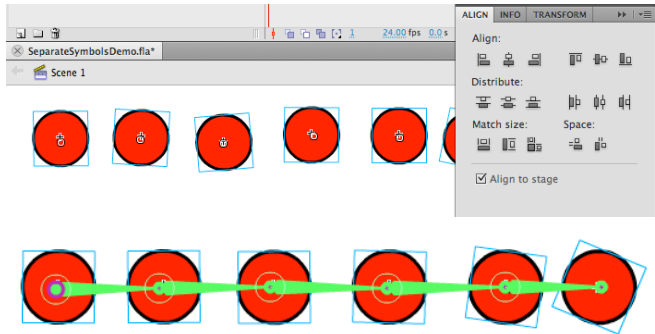 ALIGN INFO TRANSFORM
1 24.00 fps 0.0 s
Align:
SeparateSymbolsDemo.fla*
Scene 1
Distribute:
Match size: Space:
Align to stage